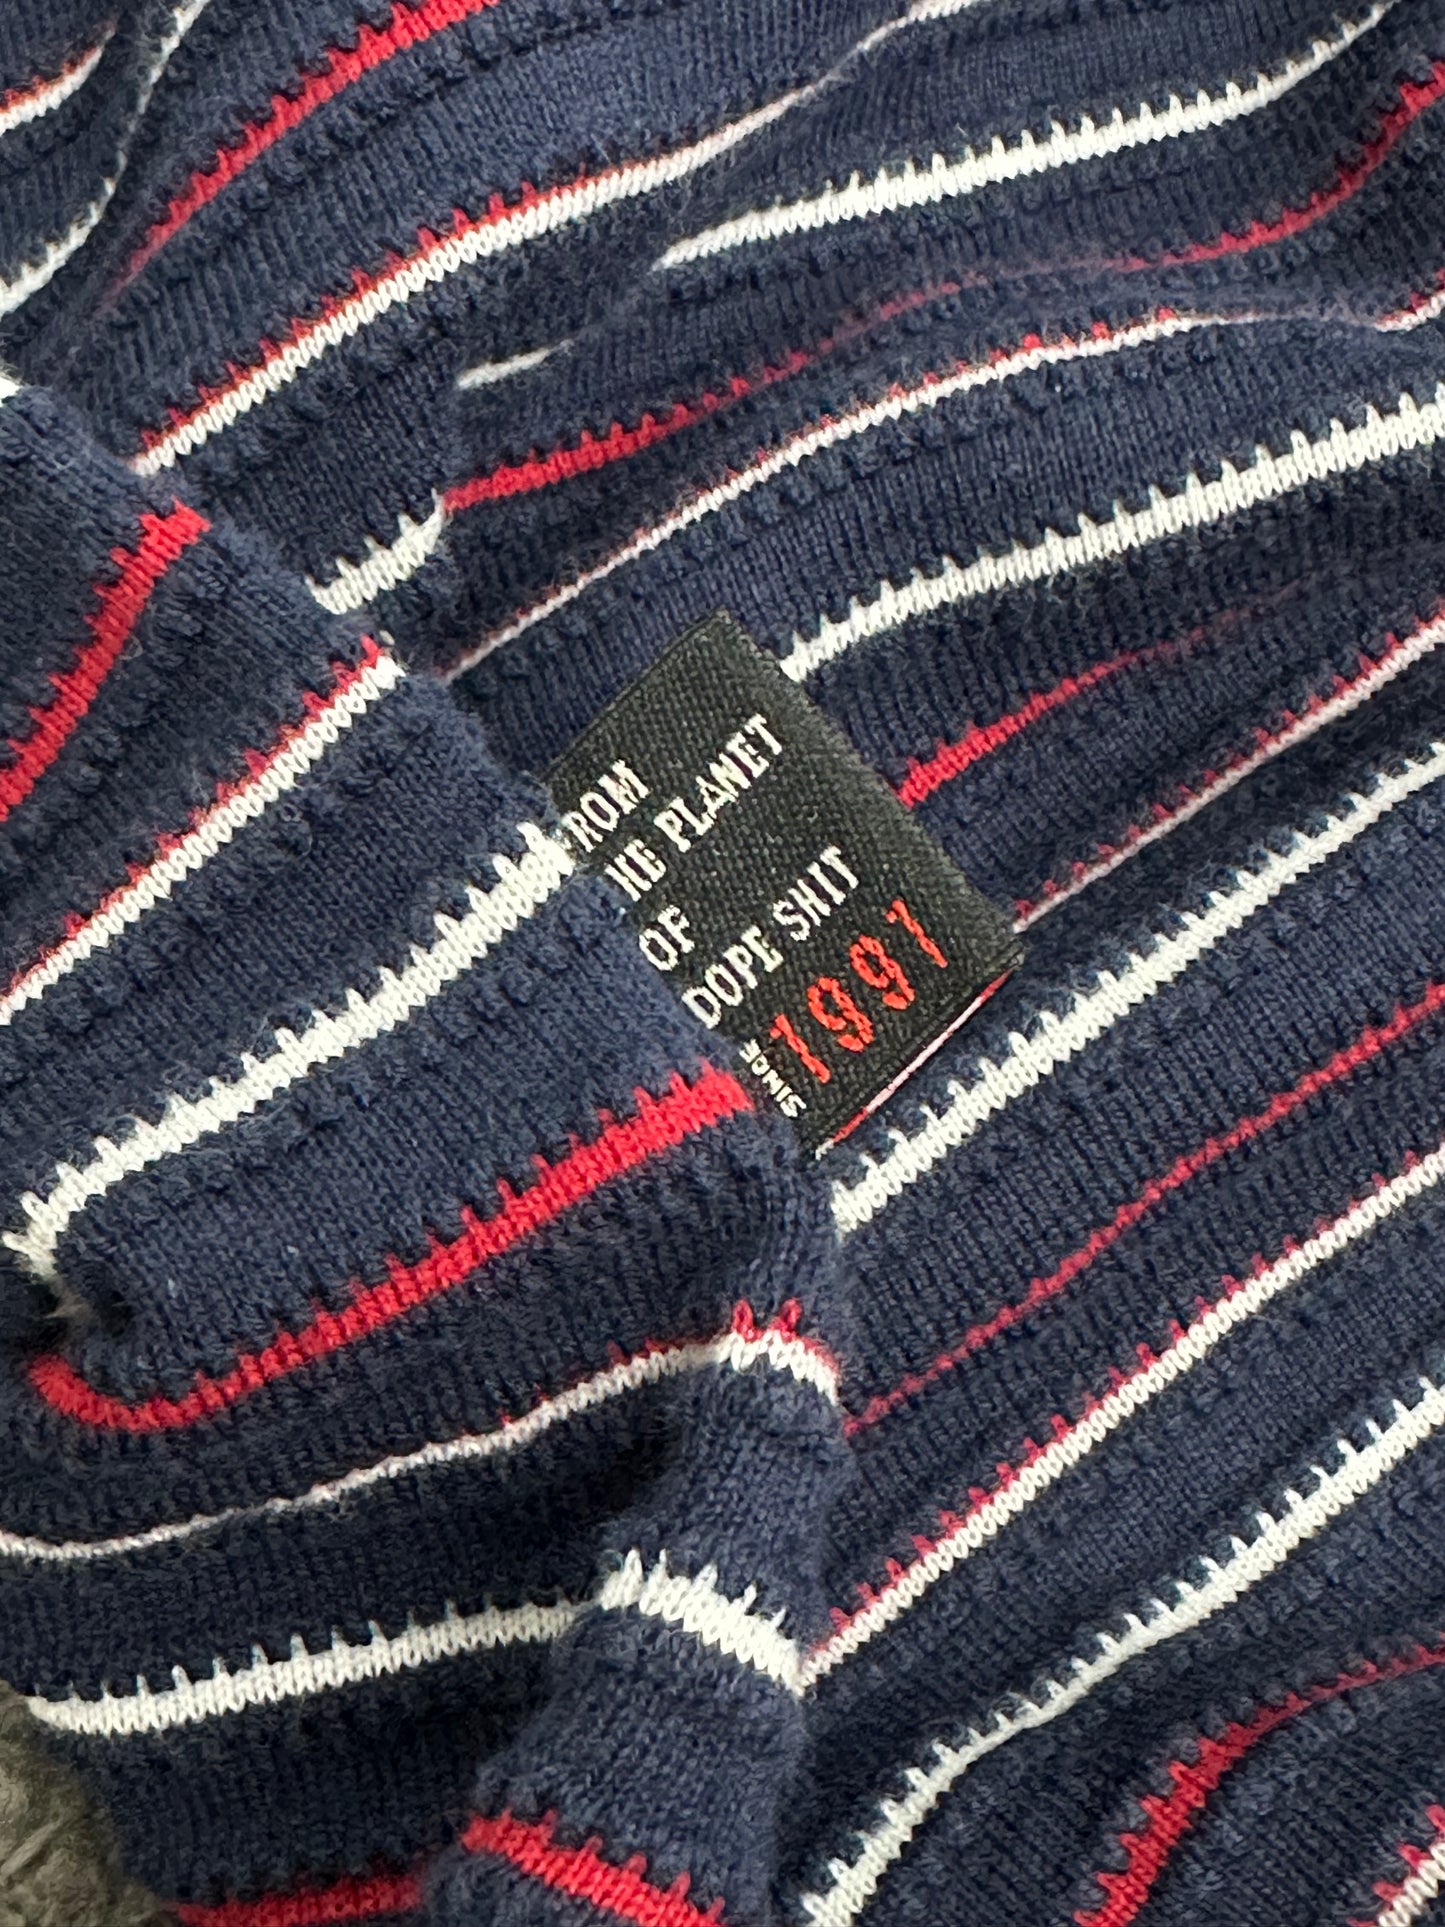 ROM
HE PLANET
OF
DOPE SHIT
SINCE 1991